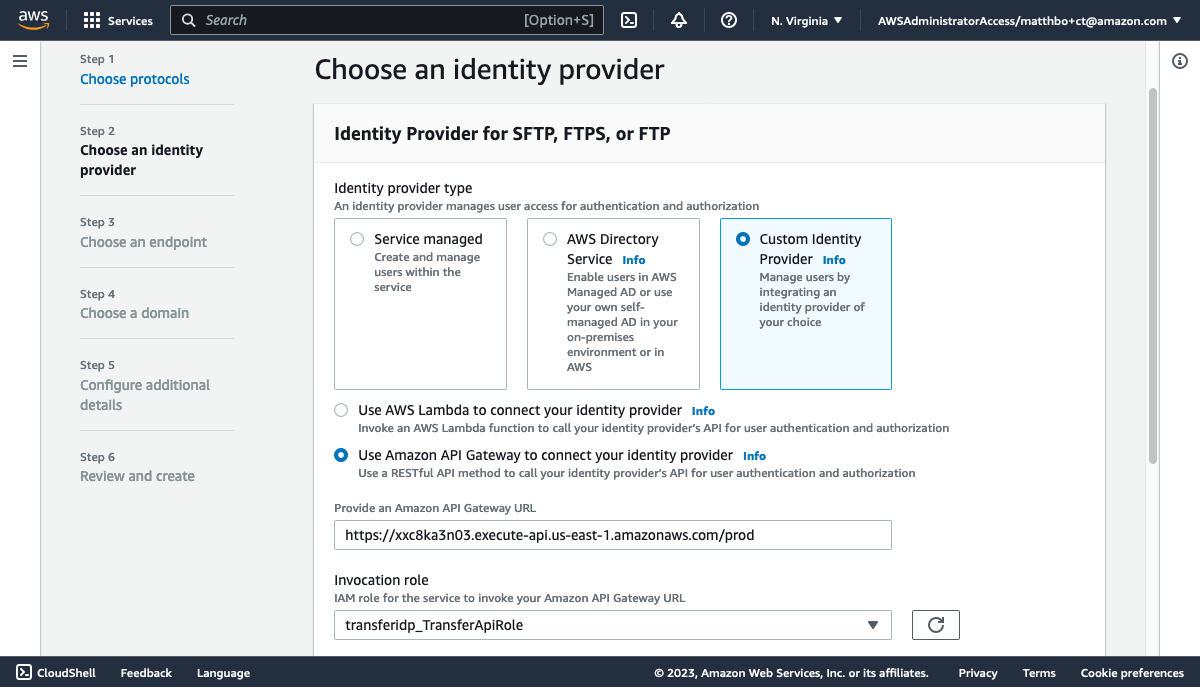 aws
Services
Search
[Option+S]
N. Virginia
AWSAdministratorAccess/matthbo+ct@amazon.com
Step 1
Choose protocols
Step 2
Choose an identity
provider
Step 3
Choose an endpoint
Step 4
Choose a domain
Step 5
Configure additional
details
Step 6
Review and create
Choose an identity provider
Identity Provider for SFTP, FTPS, or FTP
Identity provider type
An identity provider manages user access for authentication and authorization
Service managed
Create and manage
users within the
service
AWS Directory
Service Info
Enable users in AWS
Managed AD or use
your own self-
managed AD in your
on-premises
environment or in
AWS
Custom Identity
Provider Info
Manage users by
integrating an
identity provider of
your choice
Use AWS Lambda to connect your identity provider Info
Invoke an AWS Lambda function to call your identity provider's API for user authentication and authorization
Use Amazon API Gateway to connect your identity provider Info
Use a RESTful API method to call your identity provider's API for user authentication and authorization
Provide an Amazon API Gateway URL
https://xxc8ka3n03.execute-api.us-east-1.amazonaws.com/prod
Invocation role
IAM role for the service to invoke your Amazon API Gateway URL
transferidp_TransferApiRole
CloudShell
Feedback
Language
© 2023, Amazon Web Services, Inc. or its affiliates.
Privacy
Terms
Cookie preferences